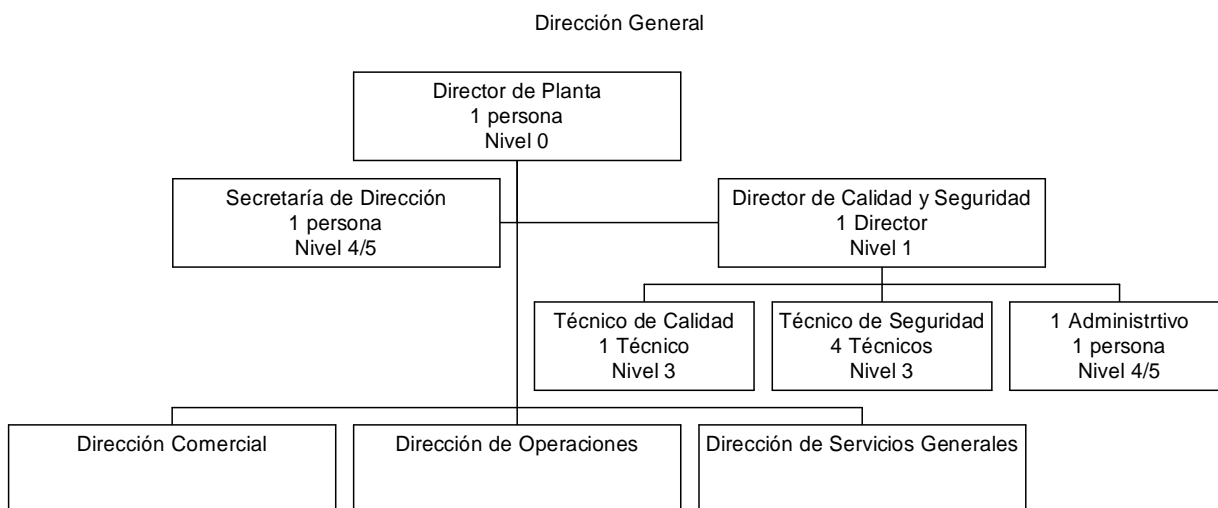 Dirección General
Director de Planta
1 persona
Nivel 0
Secretaría de Dirección
1 persona
Nivel 4/5
Director de Calidad y Seguridad
1 Director
Nivel 1
Técnico de Calidad
1 Técnico
Nivel 3
Técnico de Seguridad
4 Técnicos
Nivel 3
1 Administrtivo
1 persona
Nivel 4/5
Dirección Comercial
Dirección de Operaciones
Dirección de Servicios Generales